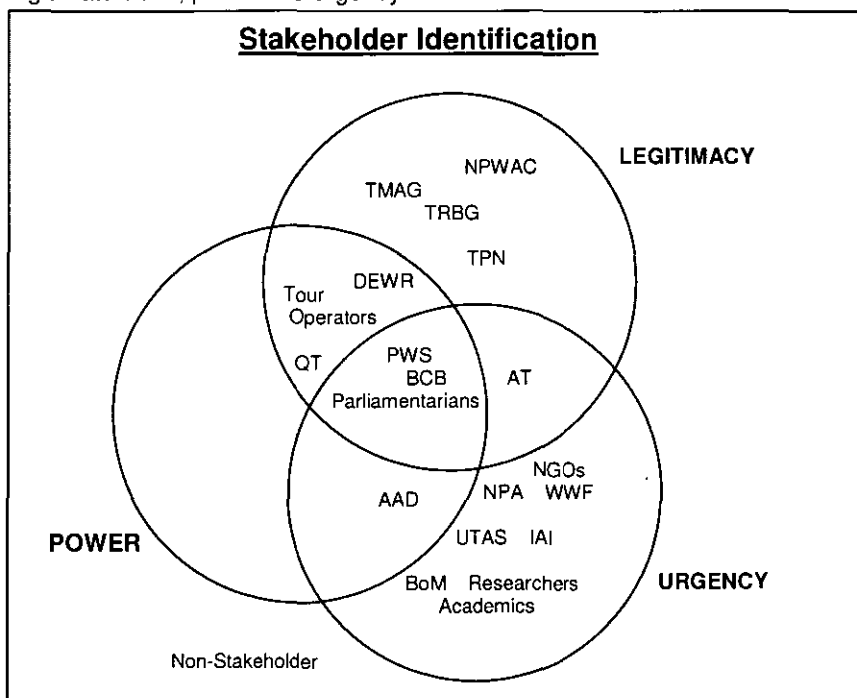 Stakeholder Identification
LEGITIMACY
NPWAC
TMAG
TRBG
TPN
DEWR
Tour
Operators
QT
PWS
BCB
Parliamentarians
AT
NGOs
NPA WWF
AAD
UTAS IAI
POWER
BoM Researchers
Academics
URGENCY
Non-Stakeholder